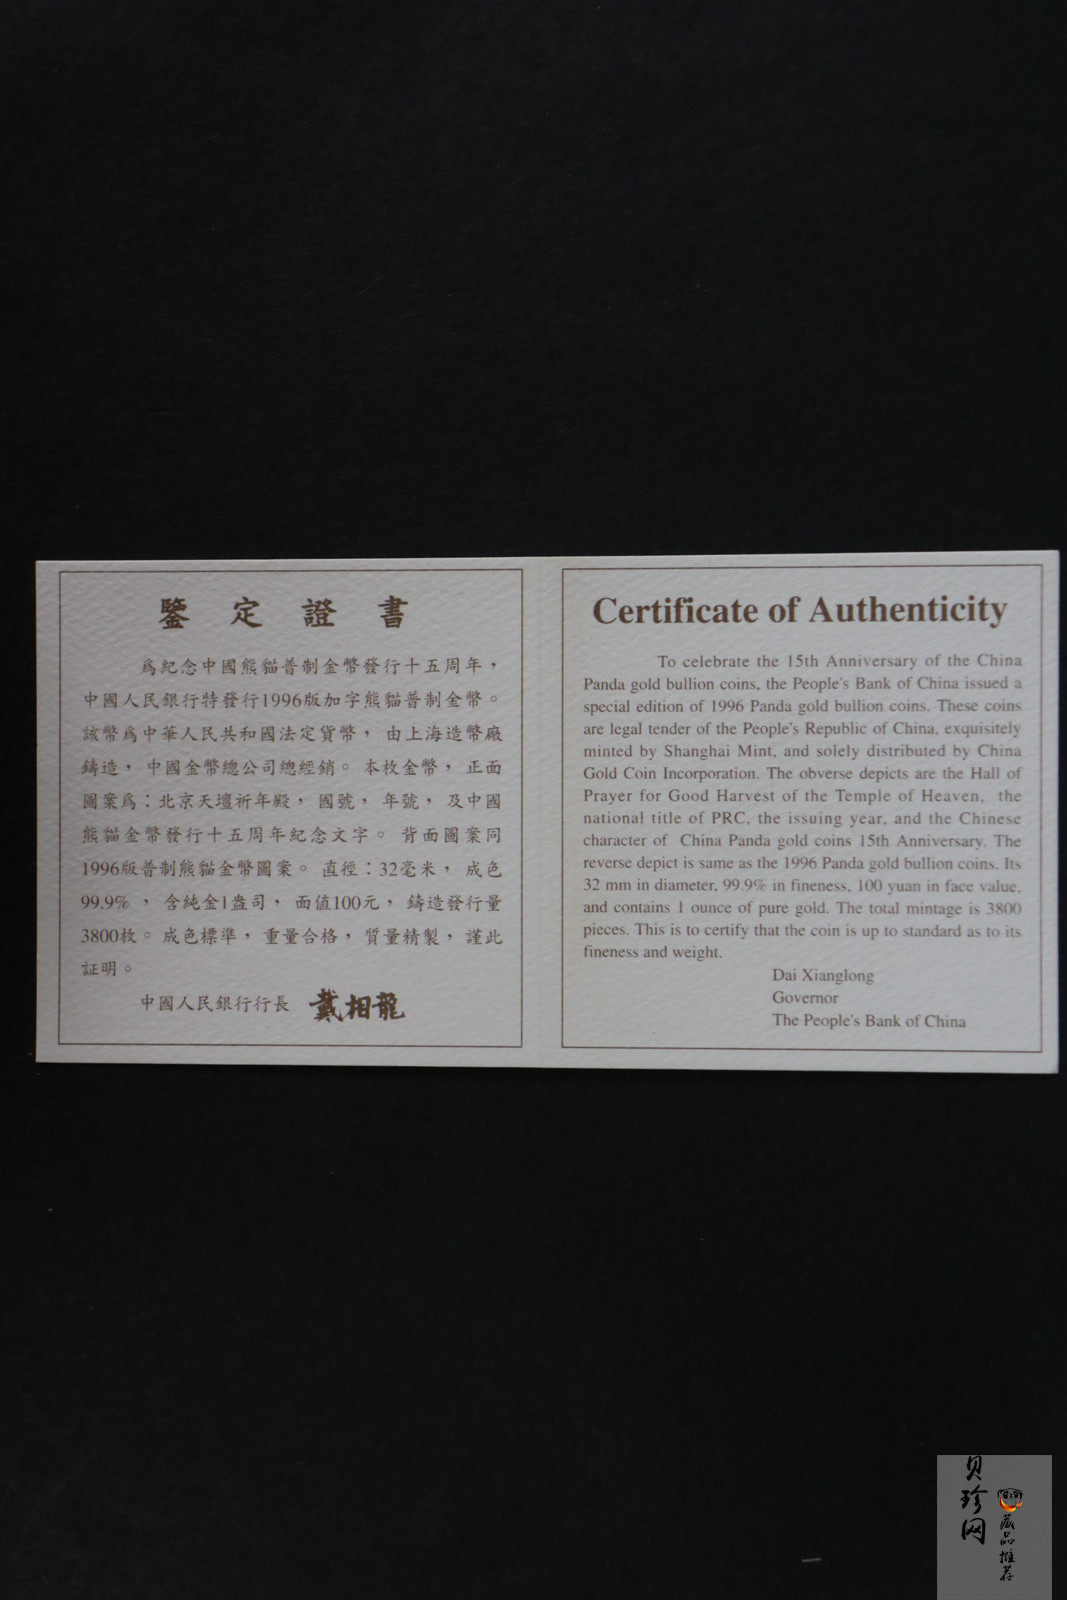 鑒定證書
爲紀念中國熊貓普制金幣發行十五周年，
中國人民銀行特發行1996版加字熊貓普制金幣。
該幣爲中華人民共和國法定貨幣，由上海造幣廠
鑄造，中國金幣總公司總經銷。本枚金幣，正面
圖案爲：北京天壇祈年殿，國號，年號，及中國
熊貓金幣發行十五周年紀念文字。背面圖案同
1996版普制熊貓金幣圖案。直徑：32毫米，成色
99.9%，含純金1盎司，面值100元，鑄造發行量
3800枚。成色標準，重量合格，質量精製，謹此
証明。
中國人民銀行行長 戴相龍
Certificate of Authenticity
To celebrate the 15th Anniversary of the China
Panda gold bullion coins, the People's Bank of China issued a
special edition of 1996 Panda gold bullion coins. These coins
are legal tender of the People's Republic of China, exquisitely
minted by Shanghai Mint, and solely distributed by China
Gold Coin Incorporation. The obverse depicts are the Hall of
Prayer for Good Harvest of the Temple of Heaven, the
national title of PRC, the issuing year, and the Chinese
character of China Panda gold coins 15th Anniversary. The
reverse depict is same as the 1996 Panda gold bullion coins. Its
32 mm in diameter, 99.9% in fineness, 100 yuan in face value,
and contains 1 ounce of pure gold. The total mintage is 3800
pieces. This is to certify that the coin is up to standard as to its
fineness and weight.
Dai Xianglong
Governor
The People's Bank of China
贝珍网
藏品推荐